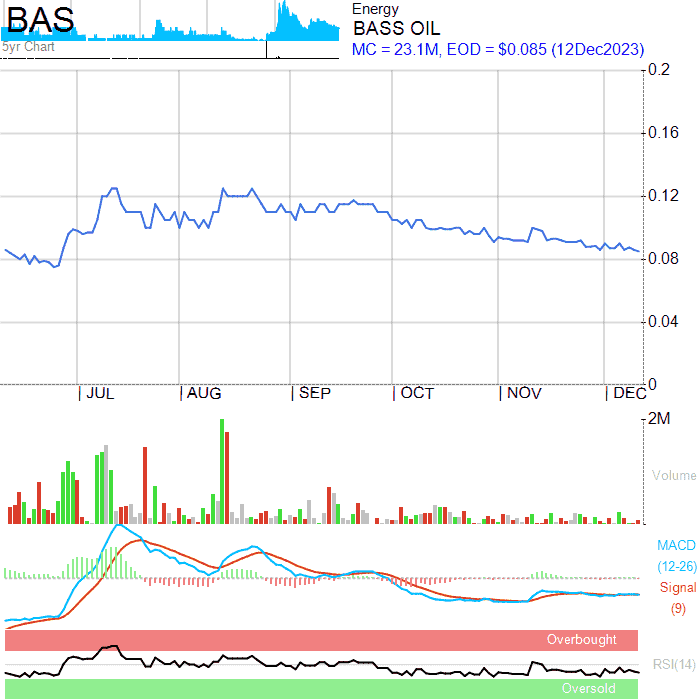 BAS
Energy
BASS OIL
5yr Chart
MC = 23.1M, EOD = $0.085 (12Dec2023)
0.2
0.16
0.12
0.08
0.04
0
| JUL | AUG | SEP | OCT | NOV | DEC
2M
Volume
MACD
(12-26)
Signal
(9)
Overbought
RSI(14)
Oversold